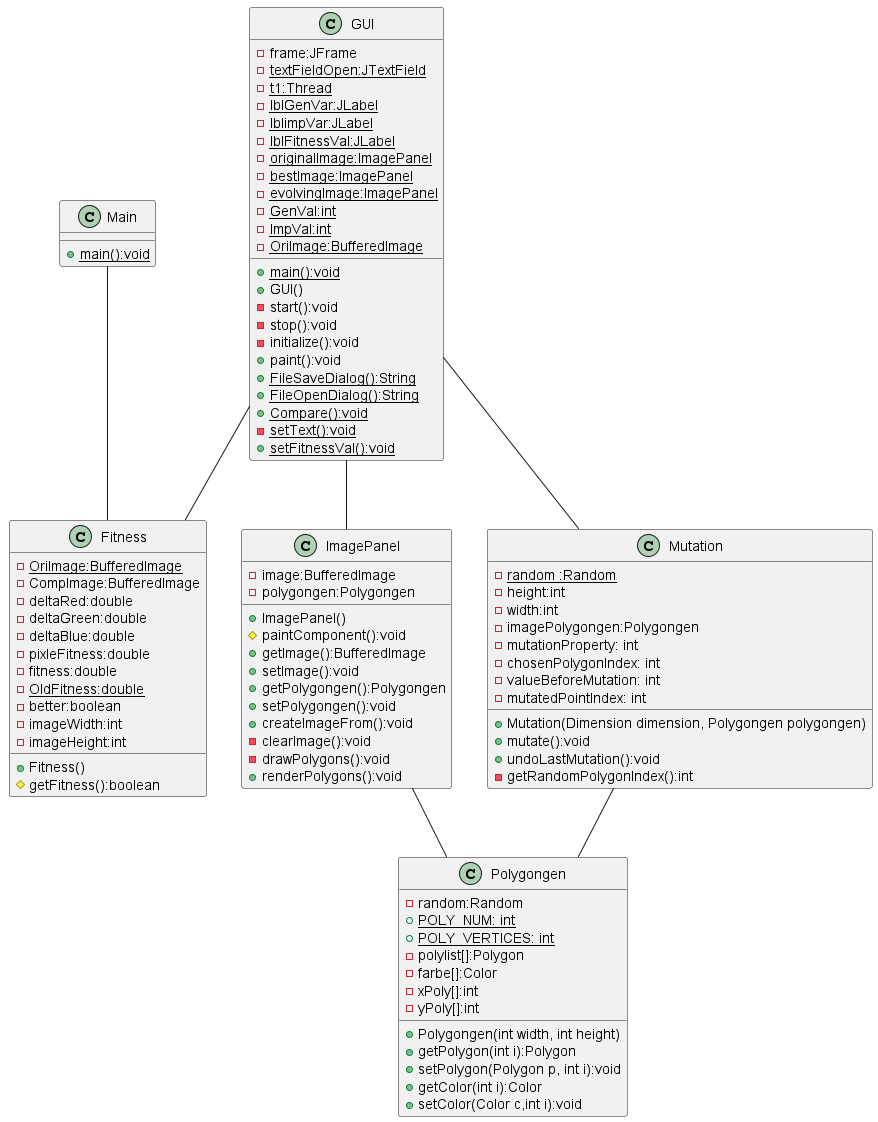 GUI
frame:JFrame
textFieldOpen:JTextField
t1:Thread
lblGenVar:JLabel
lblimpVar:JLabel
lblFitnessVal:JLabel
originalImage:ImagePanel
bestImage:ImagePanel
evolvingImage:ImagePanel
GenVal:int
ImpVal:int
OriImage:BufferedImage
main():void
GUI()
start():void
stop():void
initialize():void
paint():void
FileSaveDialog():String
FileOpenDialog():String
Compare():void
setText():void
setFitnessVal():void
Main
main():void
Fitness
OriImage:BufferedImage
CompImage:BufferedImage
deltaRed:double
deltaGreen:double
deltaBlue:double
pixleFitness:double
fitness:double
OldFitness:double
better:boolean
imageWidth:int
imageHeight:int
Fitness()
getFitness():boolean
ImagePanel
image:BufferedImage
polygongen:Polygongen
ImagePanel()
paintComponent():void
getImage():BufferedImage
setImage():void
getPolygongen():Polygongen
setPolygongen():void
createImageFrom():void
clearImage():void
drawPolygons():void
renderPolygons():void
Mutation
random :Random
height:int
width:int
imagePolygongen:Polygongen
mutationProperty: int
chosenPolygonIndex: int
valueBeforeMutation: int
mutatedPointIndex: int
Mutation(Dimension dimension, Polygongen polygongen)
mutate():void
undoLastMutation():void
getRandomPolygonIndex():int
Polygongen
random:Random
POLY_NUM: int
POLY_VERTICES: int
polylist[]:Polygon
farbe[]:Color
xPoly[]:int
yPoly[]:int
Polygongen(int width, int height)
getPolygon(int i):Polygon
setPolygon(Polygon p, int i):void
getColor(int i):Color
setColor(Color c,int i):void